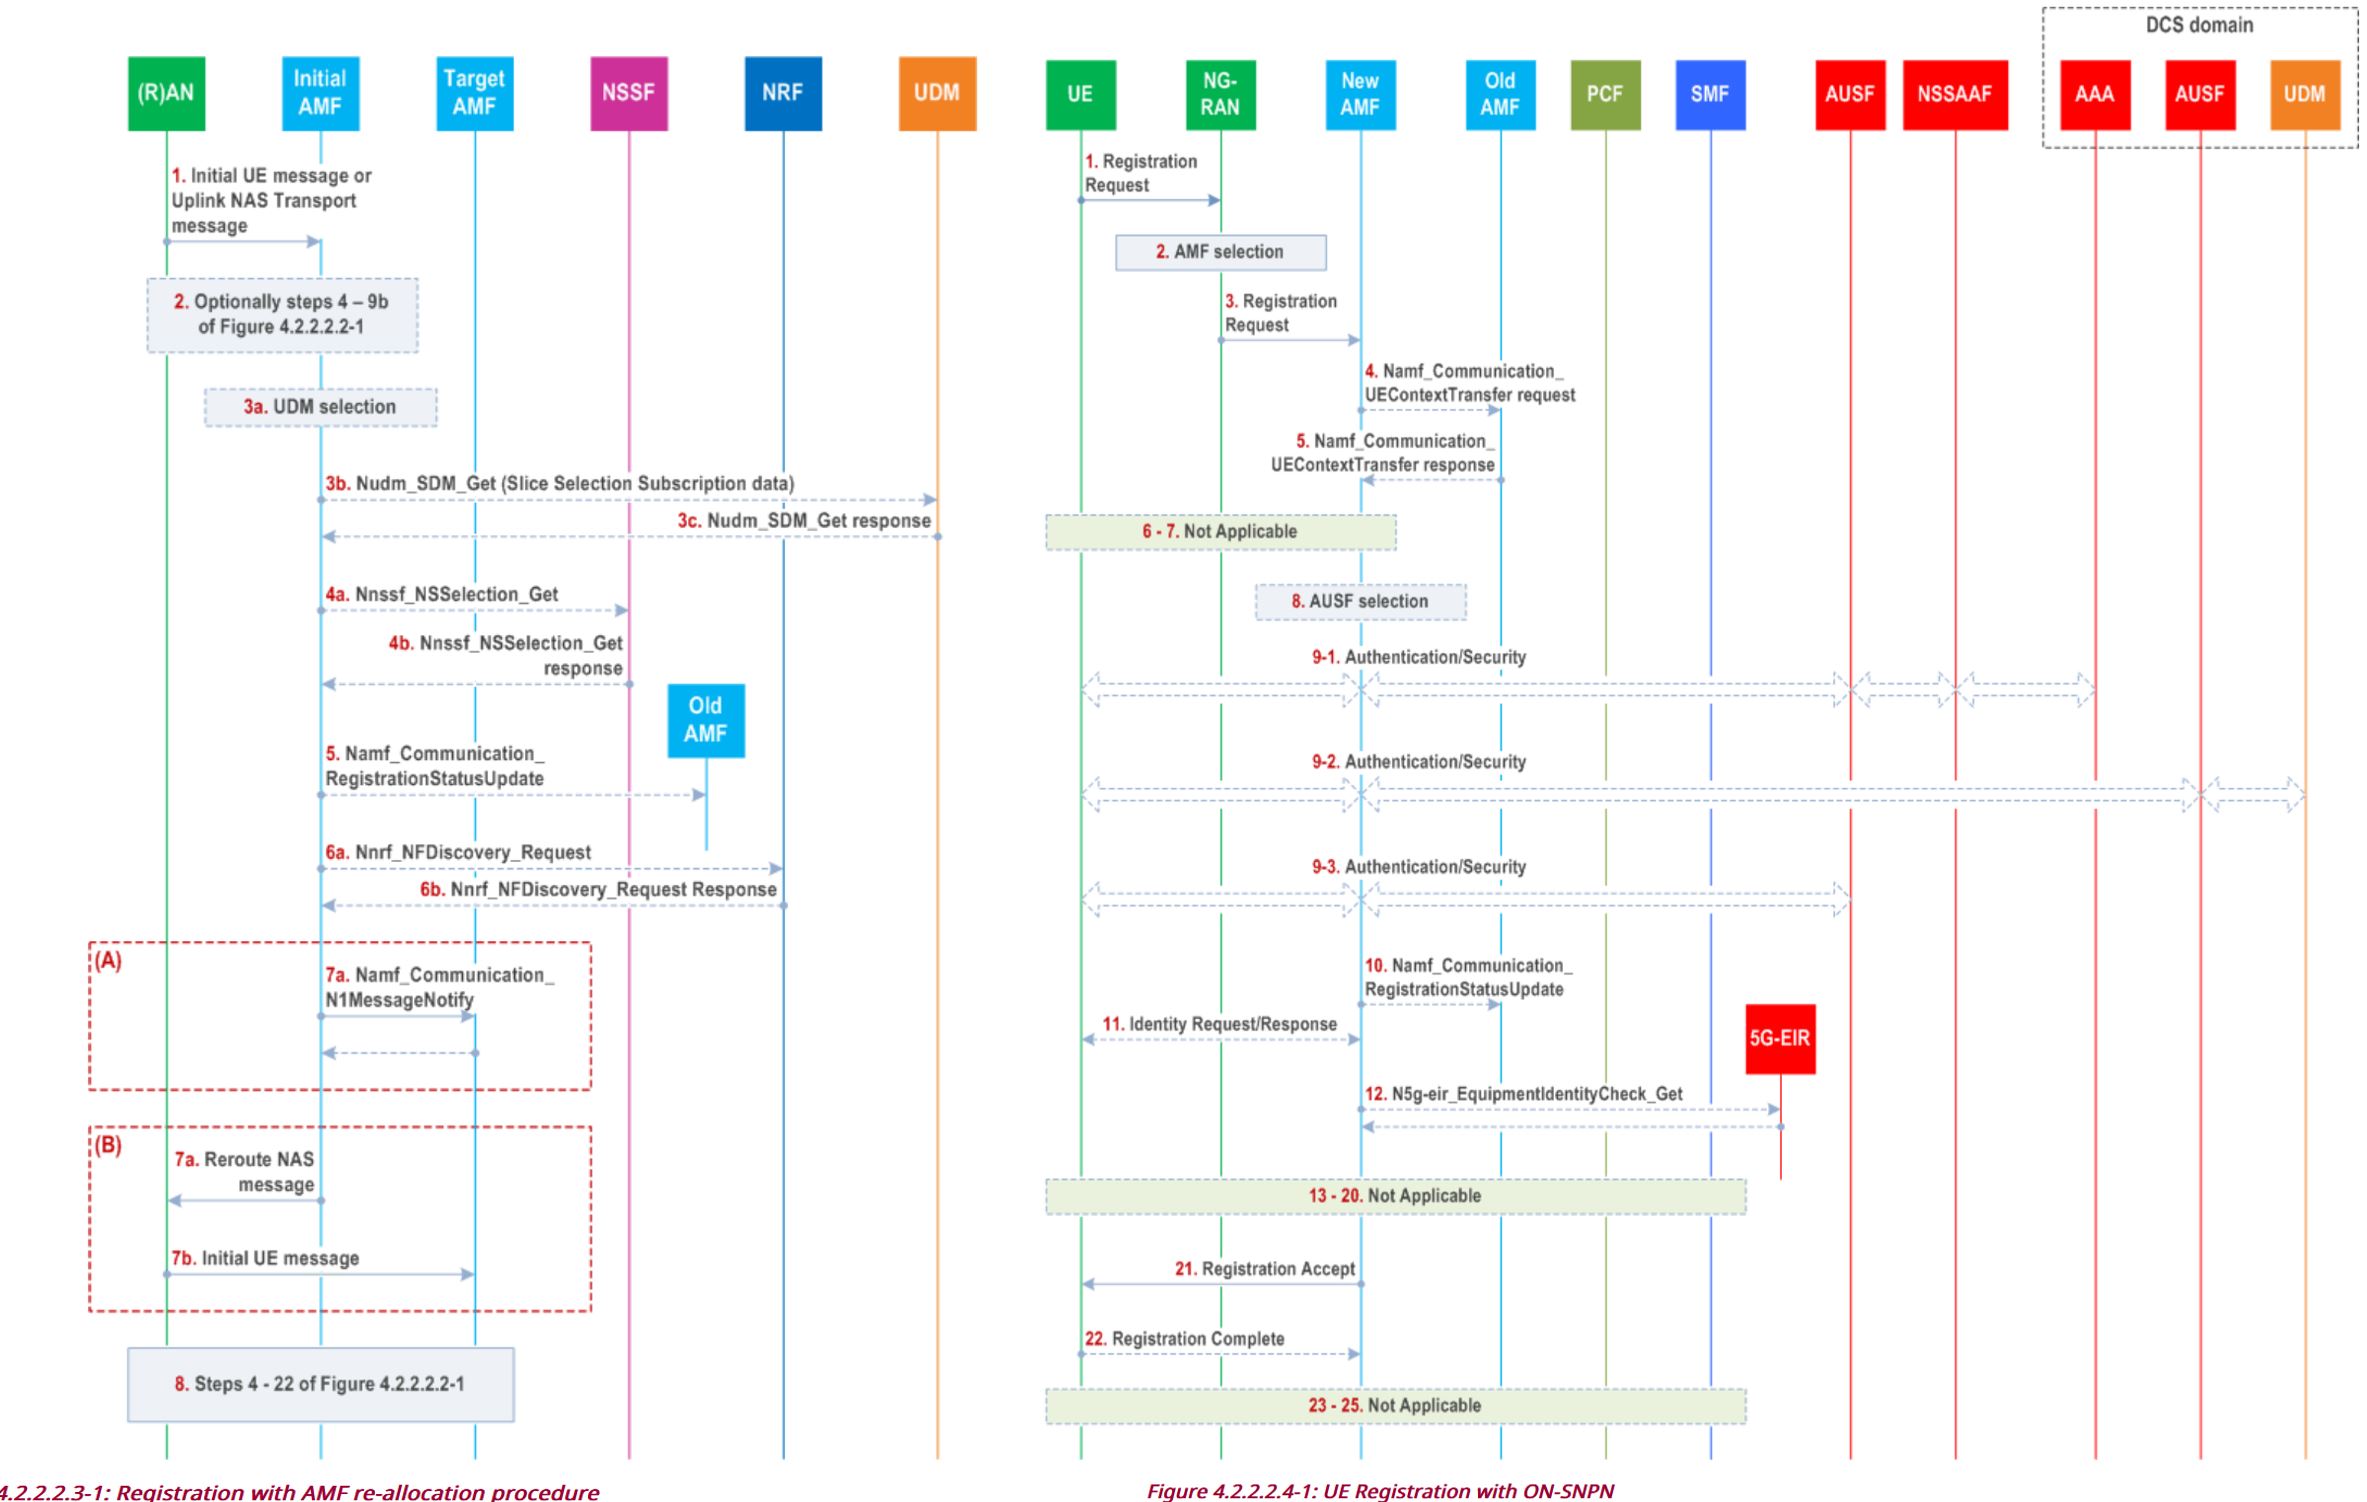 (R)AN
Initial
AMF
Target
AMF
NSSF
NRF
UDM
1. Initial UE message or
Uplink NAS Transport
message
2. Optionally steps 4 – 9b
of Figure 4.2.2.2.2-1
3a. UDM selection
3b. Nudm_SDM_Get (Slice Selection Subscription data)
3c. Nudm_SDM_Get response
4a. Nnssf_NSSelection_Get
4b. Nnssf_NSSelection_Get
response
Old
AMF
5. Namf_Communication_
RegistrationStatusUpdate
6a. Nnrf_NFDiscovery_Request
6b. Nnrf_NFDiscovery_Request Response
(A)
7a. Namf_Communication_
N1MessageNotify
(B)
7a. Reroute NAS
message
7b. Initial UE message
8. Steps 4 - 22 of Figure 4.2.2.2.2-1
4.2.2.2.3-1: Registration with AMF re-allocation procedure
DCS domain
UE
NG-
RAN
New
AMF
Old
AMF
PCF
SMF
AUSF
NSSAAF
AAA
AUSF
UDM
1. Registration
Request
2. AMF selection
3. Registration
Request
4. Namf_Communication_
UEContextTransfer request
5. Namf_Communication_
UEContextTransfer response
6 - 7. Not Applicable
8. AUSF selection
9-1. Authentication/Security
9-2. Authentication/Security
9-3. Authentication/Security
10. Namf_Communication_
RegistrationStatusUpdate
11. Identity Request/Response
5G-EIR
12. N5g-eir_EquipmentIdentityCheck_Get
13 - 20. Not Applicable
21. Registration Accept
22. Registration Complete
23 - 25. Not Applicable
Figure 4.2.2.2.4-1: UE Registration with ON-SNPN